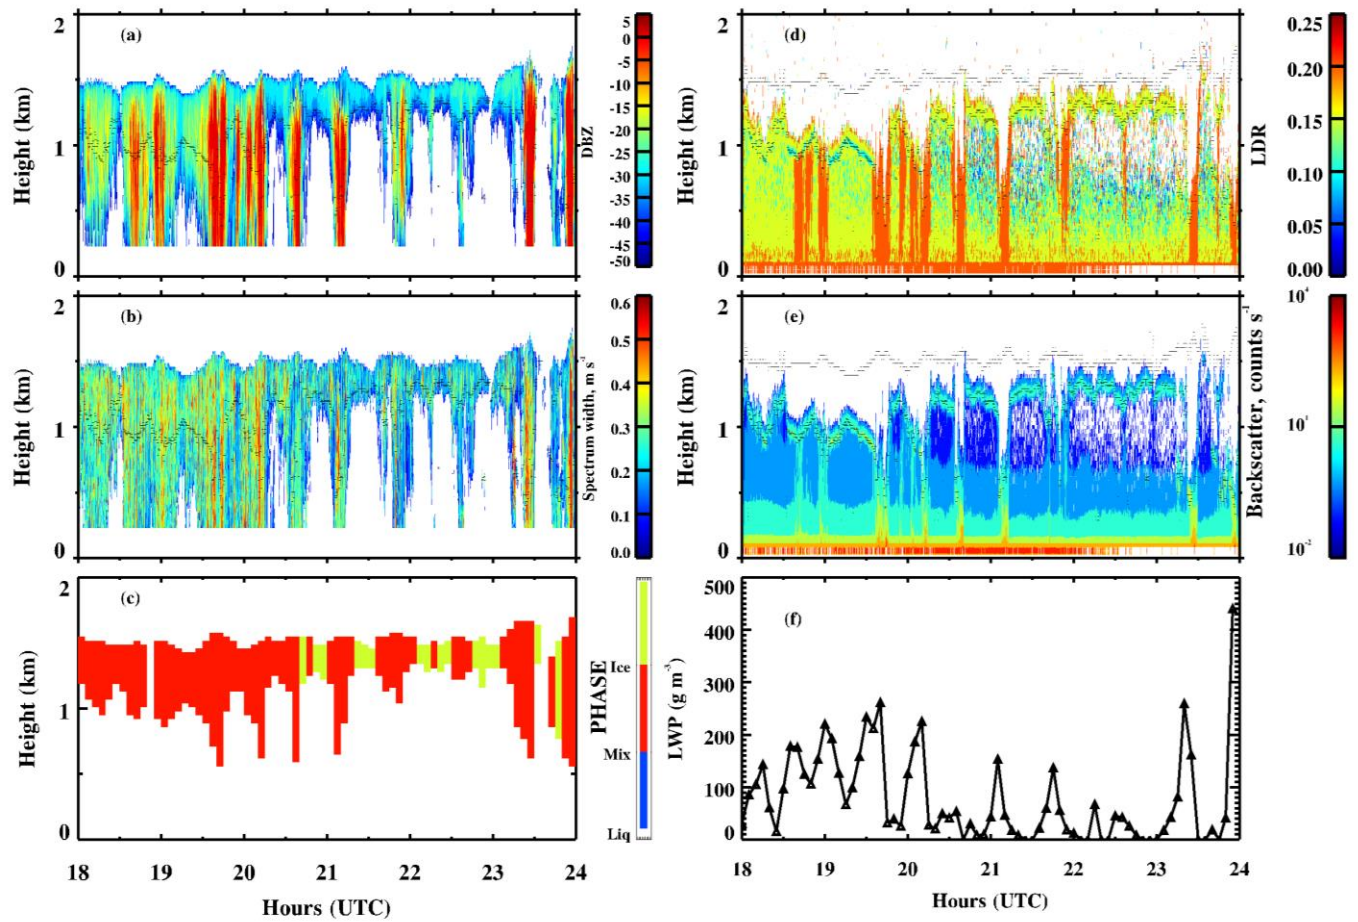 2
1
0
Height (km)
(a)
5
0
-5
-10
-15
-20
-25
-30
-35
-40
-45
-50
DBZ
2
1
0
Height (km)
(d)
0.25
0.20
0.15
0.10
0.05
0.00
LDR
2
1
0
Height (km)
(b)
0.6
0.5
0.4
0.3
0.2
0.1
0.0
Spectrum width, m s⁻¹
2
1
0
Height (km)
(e)
10⁴
10¹
10⁻²
Backscatter, counts s⁻¹
2
1
0
Height (km)
(c)
PHASE
Ice
Mix
Liq
18 19 20 21 22 23 24
Hours (UTC)
500
400
300
200
100
0
LWP (g m⁻³)
(f)
18 19 20 21 22 23 24
Hours (UTC)